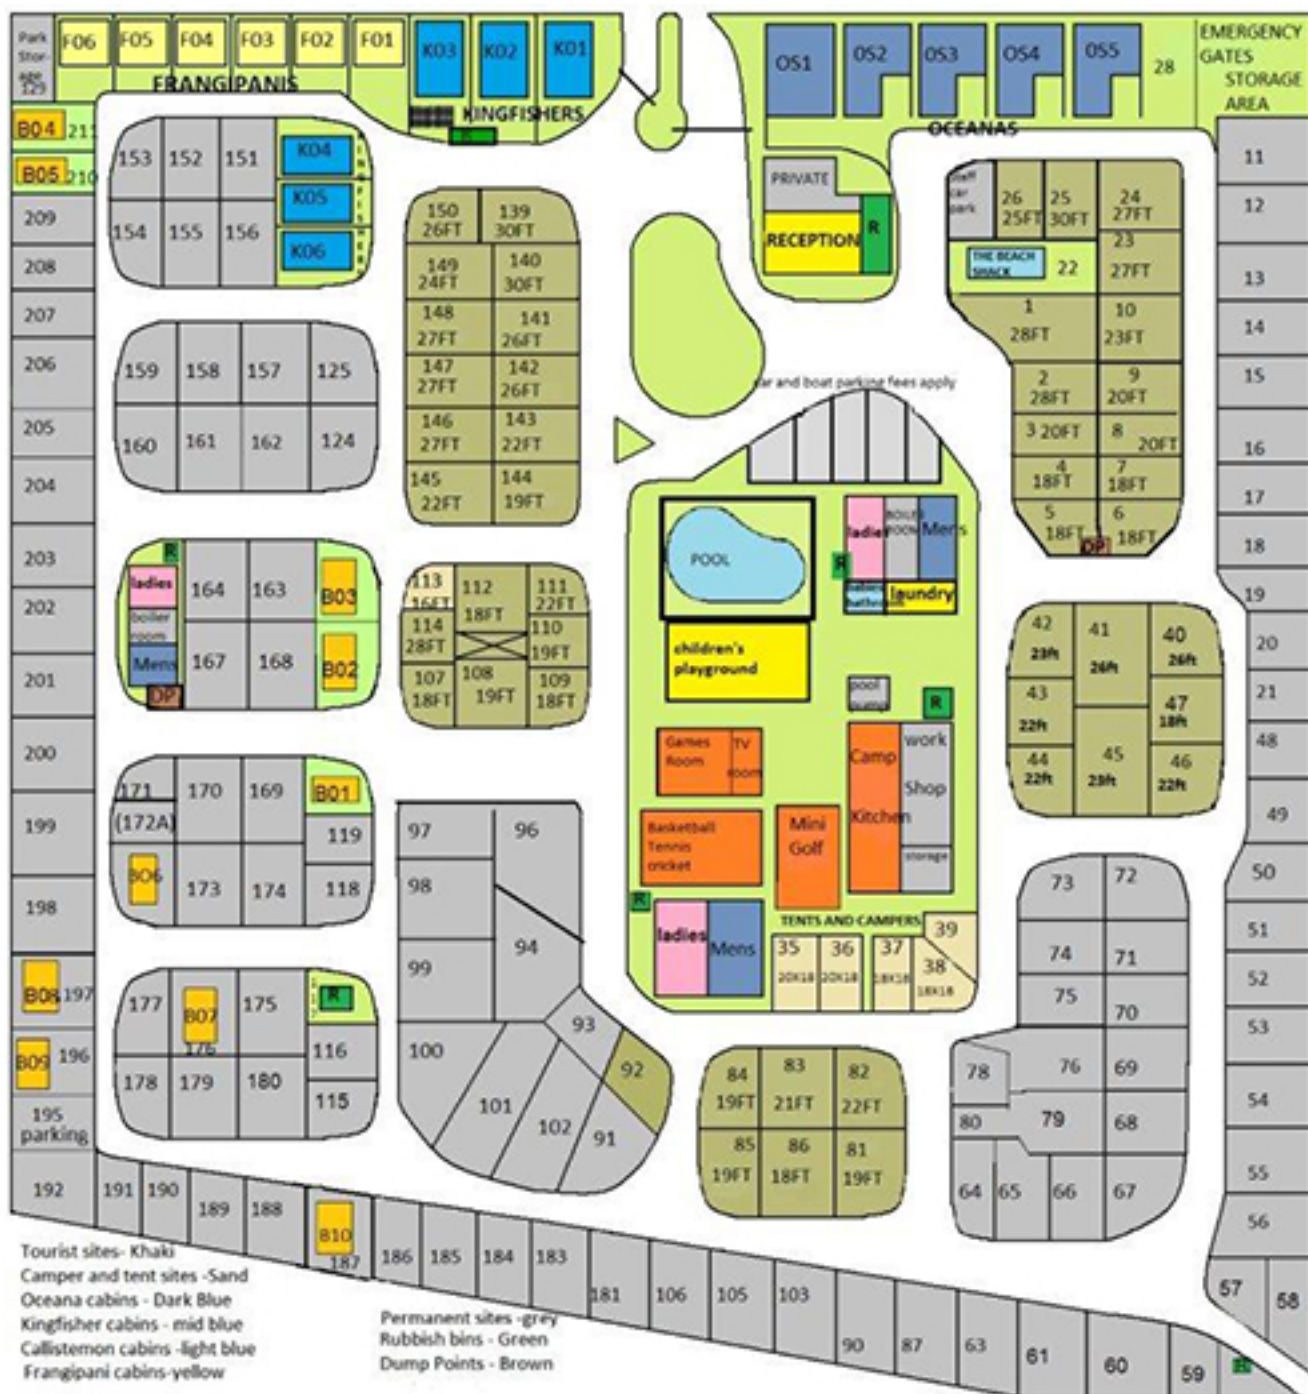 Park
Stor-
age
129
F06
F05
F04
F03
F02
F01
FRANGIPANIS
K03
K02
K01
KINGFISHERS
R
OS1
OS2
OS3
OS4
OS5
28
OCEANAS
EMERGENCY
GATES
STORAGE
AREA
B04 211
B05 210
209
208
207
206
205
204
203
202
201
200
199
198
B08 197
B09 196
195
parking
192
153
152
151
154
155
156
K04
K05
K06
KINGFISHERS
159
158
157
125
160
161
162
124
R
ladies
boiler
room
Mens
DP
164
163
167
168
B03
B02
171
(172A)
B06
170
169
173
174
B01
119
118
177
B07
176
175
R
178
179
180
116
115
150
26FT
139
30FT
149
24FT
140
30FT
148
27FT
141
26FT
147
27FT
142
26FT
146
27FT
143
22FT
145
22FT
144
19FT
113
16FT
112
18FT
111
22FT
114
28FT
110
19FT
107
18FT
108
19FT
109
18FT
97
96
98
94
99
93
100
92
101
102
91
PRIVATE
RECEPTION
R
car and boat parking fees apply
POOL
ladies
BOILER
ROOM
Mens
R
babies
bathroom
laundry
children's
playground
pool
pump
R
Games
Room
TV
room
Camp
Kitchen
work
Shop
storage
Basketball
Tennis
cricket
Mini
Golf
R
ladies
Mens
TENTS AND CAMPERS
35
20X18
36
20X18
37
18X18
38
18X18
39
84
19FT
83
21FT
82
22FT
85
19FT
86
18FT
81
19FT
staff
car
park
26
25FT
25
30FT
24
27FT
THE BEACH
SHACK
22
23
27FT
1
28FT
10
23FT
2
28FT
9
20FT
3 20FT
8
20FT
4
18FT
7
18FT
5
18FT
6
18FT
DP
42
23ft
41
26ft
40
26ft
43
22ft
47
18ft
44
22ft
45
23ft
46
22ft
73
72
74
71
75
70
78
76
69
80
79
68
64
65
66
67
11
12
13
14
15
16
17
18
19
20
21
48
49
50
51
52
53
54
55
56
57
58
191
190
189
188
B10
187
186
185
184
183
181
106
105
103
90
87
63
61
60
59
Tourist sites- Khaki
Camper and tent sites -Sand
Oceana cabins - Dark Blue
Kingfisher cabins - mid blue
Callistemon cabins -light blue
Frangipani cabins-yellow
Permanent sites -grey
Rubbish bins - Green
Dump Points - Brown